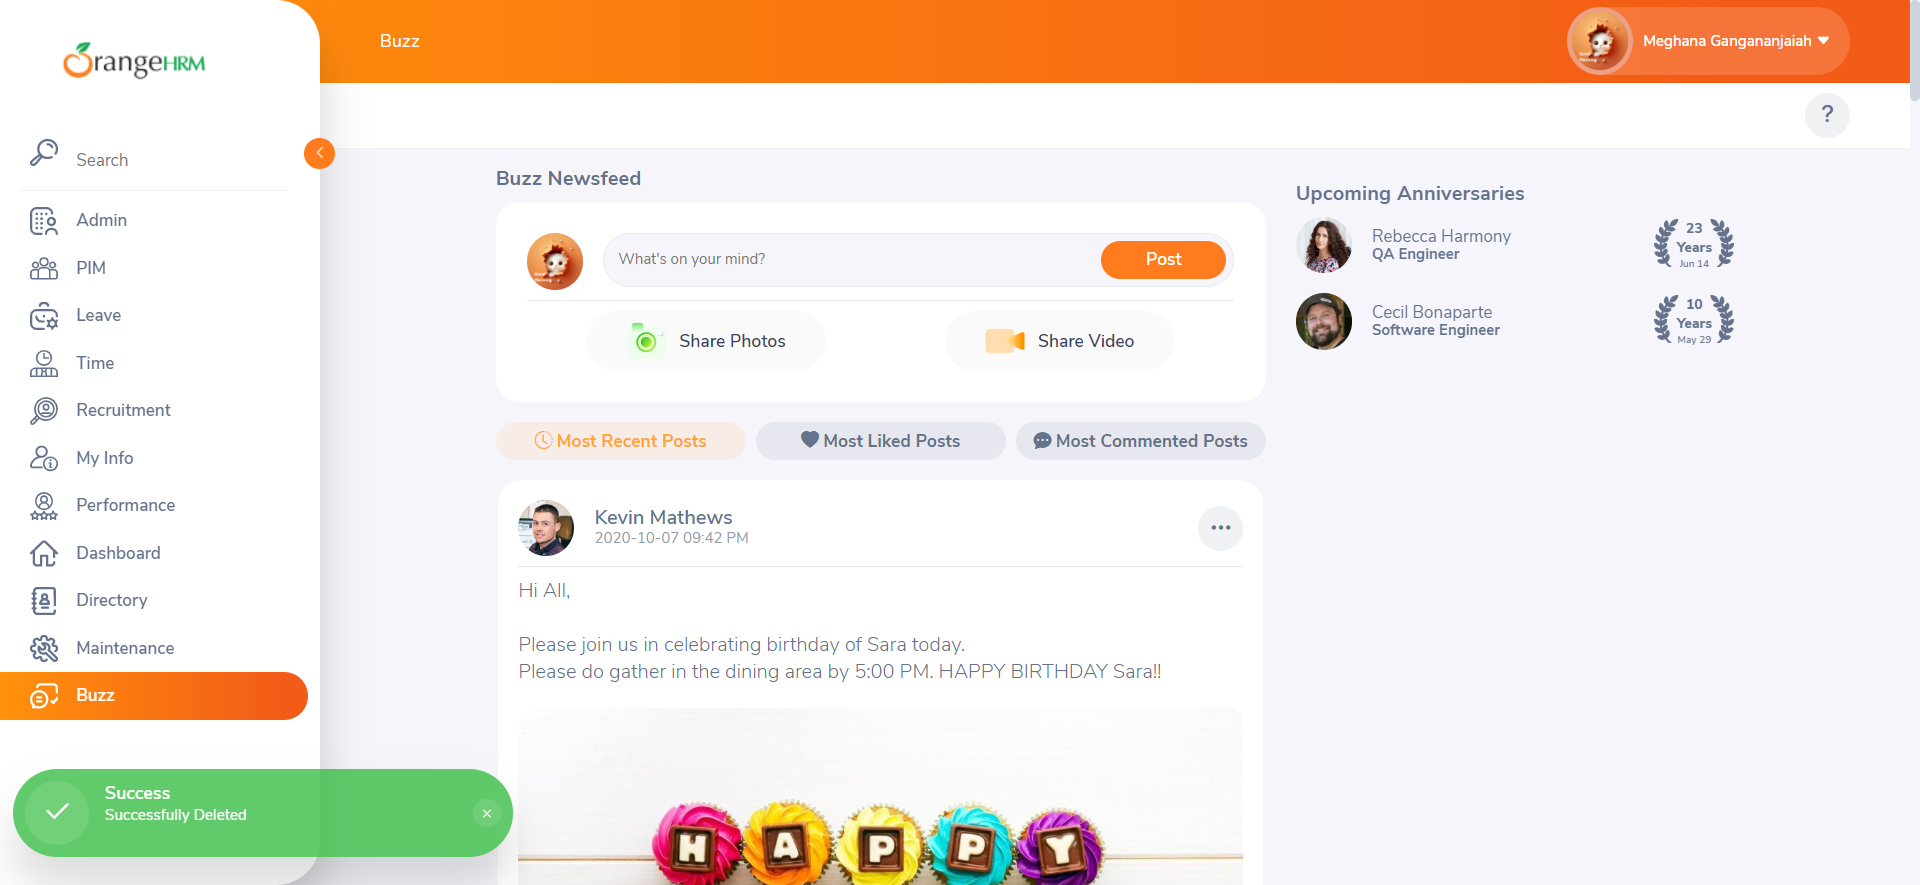 OrangeHRM
Search
Admin
PIM
Leave
Time
Recruitment
My Info
Performance
Dashboard
Directory
Maintenance
Buzz
Buzz
Meghana Gangananjaiah
?
Buzz Newsfeed
What's on your mind?
Post
Share Photos
Share Video
Most Recent Posts
Most Liked Posts
Most Commented Posts
Kevin Mathews
2020-10-07 09:42 PM
Hi All,
Please join us in celebrating birthday of Sara today.
Please do gather in the dining area by 5:00 PM. HAPPY BIRTHDAY Sara!!
HAPPY
Upcoming Anniversaries
Rebecca Harmony
QA Engineer
23
Years
Jun 14
Cecil Bonaparte
Software Engineer
10
Years
May 29
Success
Successfully Deleted